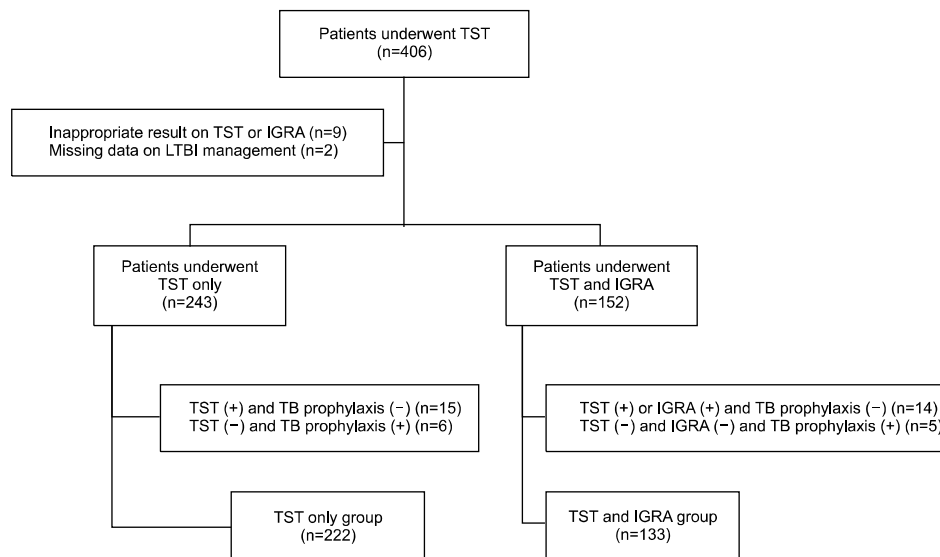 Patients underwent TST
(n=406)
Inappropriate result on TST or IGRA (n=9)
Missing data on LTBI management (n=2)
Patients underwent
TST only
(n=243)
Patients underwent
TST and IGRA
(n=152)
TST (+) and TB prophylaxis (−) (n=15)
TST (−) and TB prophylaxis (+) (n=6)
TST (+) or IGRA (+) and TB prophylaxis (−) (n=14)
TST (−) and IGRA (−) and TB prophylaxis (+) (n=5)
TST only group
(n=222)
TST and IGRA group
(n=133)